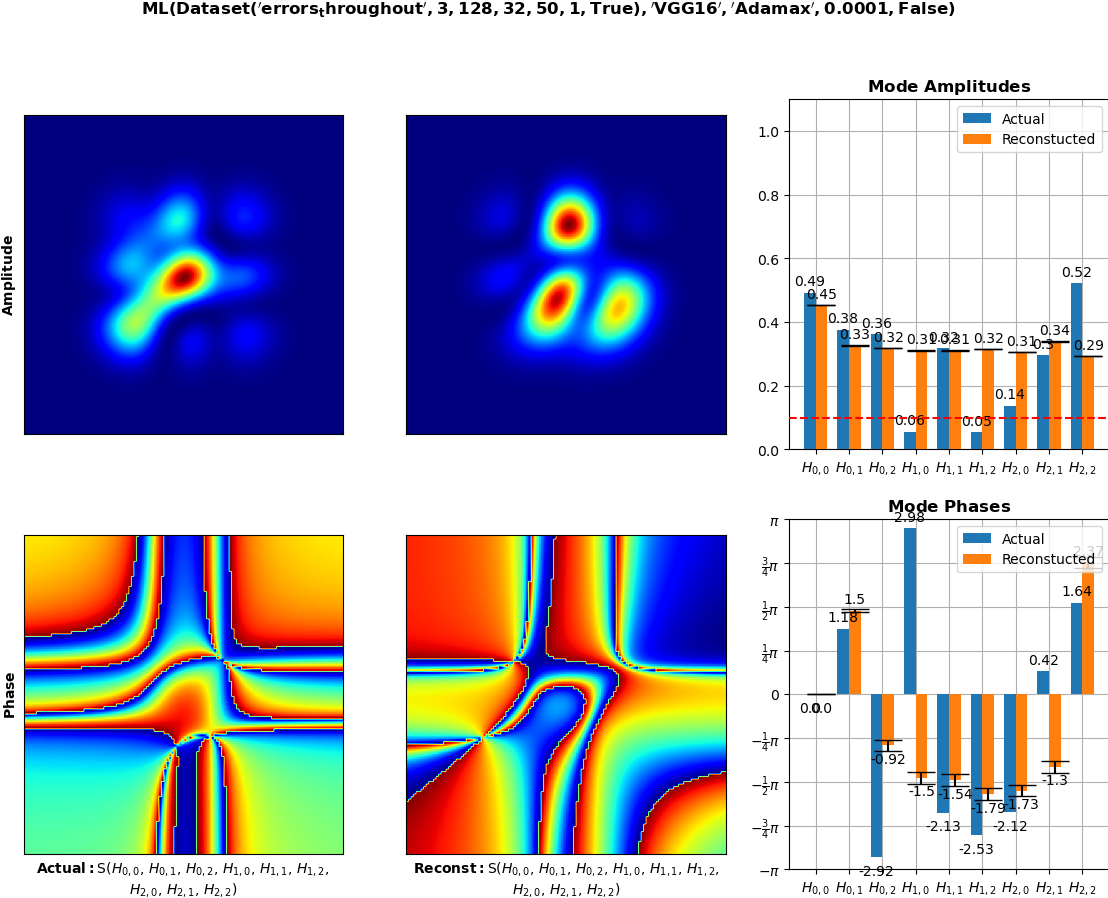 ML(Dataset('errors_throughout', 3, 128, 32, 50, 1, True), 'VGG16', 'Adamax', 0.0001, False)
Amplitude
Mode Amplitudes
Actual
Reconstucted
1.0
0.8
0.6
0.4
0.2
0.0
0.49
0.45
0.38
0.33
0.36
0.32
0.06
0.31
0.32
0.31
0.05
0.32
0.14
0.31
0.3
0.34
0.52
0.29
H0,0 H0,1 H0,2 H1,0 H1,1 H1,2 H2,0 H2,1 H2,2
Phase
Mode Phases
Actual
Reconstucted
π
3/4π
1/2π
1/4π
0
−1/4π
−1/2π
−3/4π
−π
0.0
0.0
1.18
1.5
-2.92
-0.92
2.98
-1.5
-2.13
-1.54
-2.53
-1.79
-2.12
-1.73
0.42
-1.3
1.64
2.37
H0,0 H0,1 H0,2 H1,0 H1,1 H1,2 H2,0 H2,1 H2,2
Actual: S(H0,0, H0,1, H0,2, H1,0, H1,1, H1,2,
H2,0, H2,1, H2,2)
Reconst: S(H0,0, H0,1, H0,2, H1,0, H1,1, H1,2,
H2,0, H2,1, H2,2)